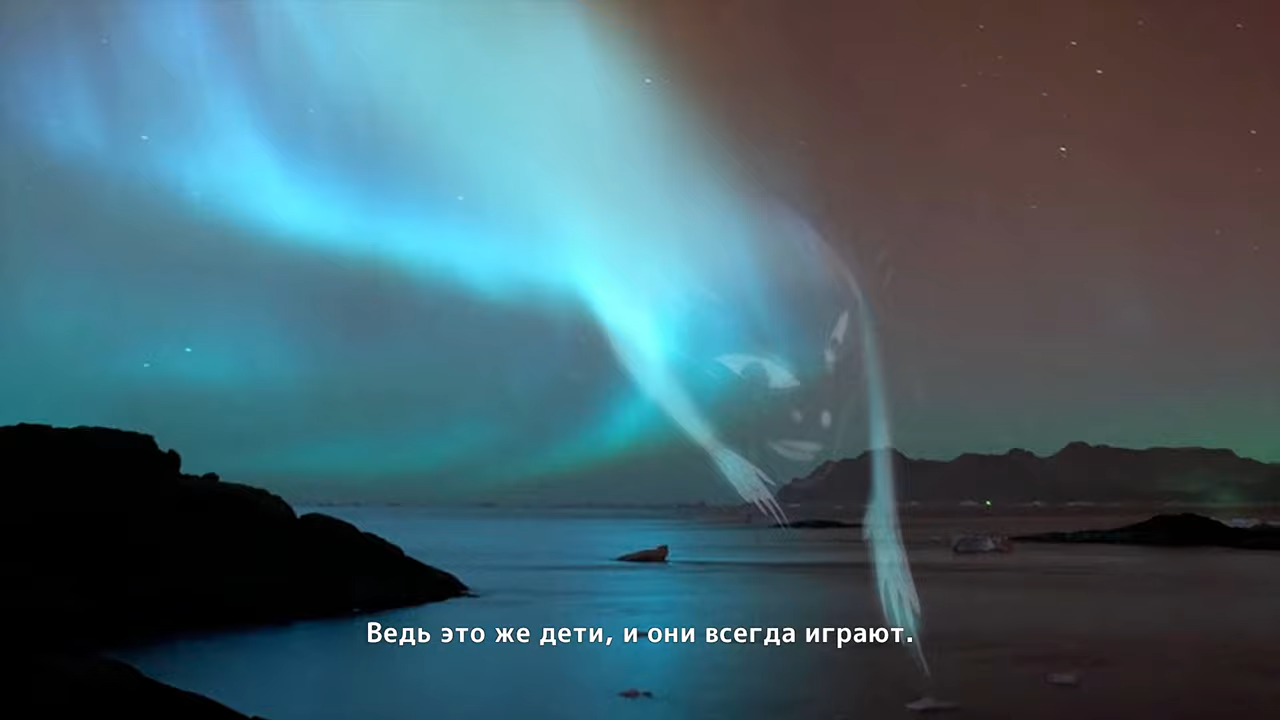 Ведь это же дети, и они всегда играют.